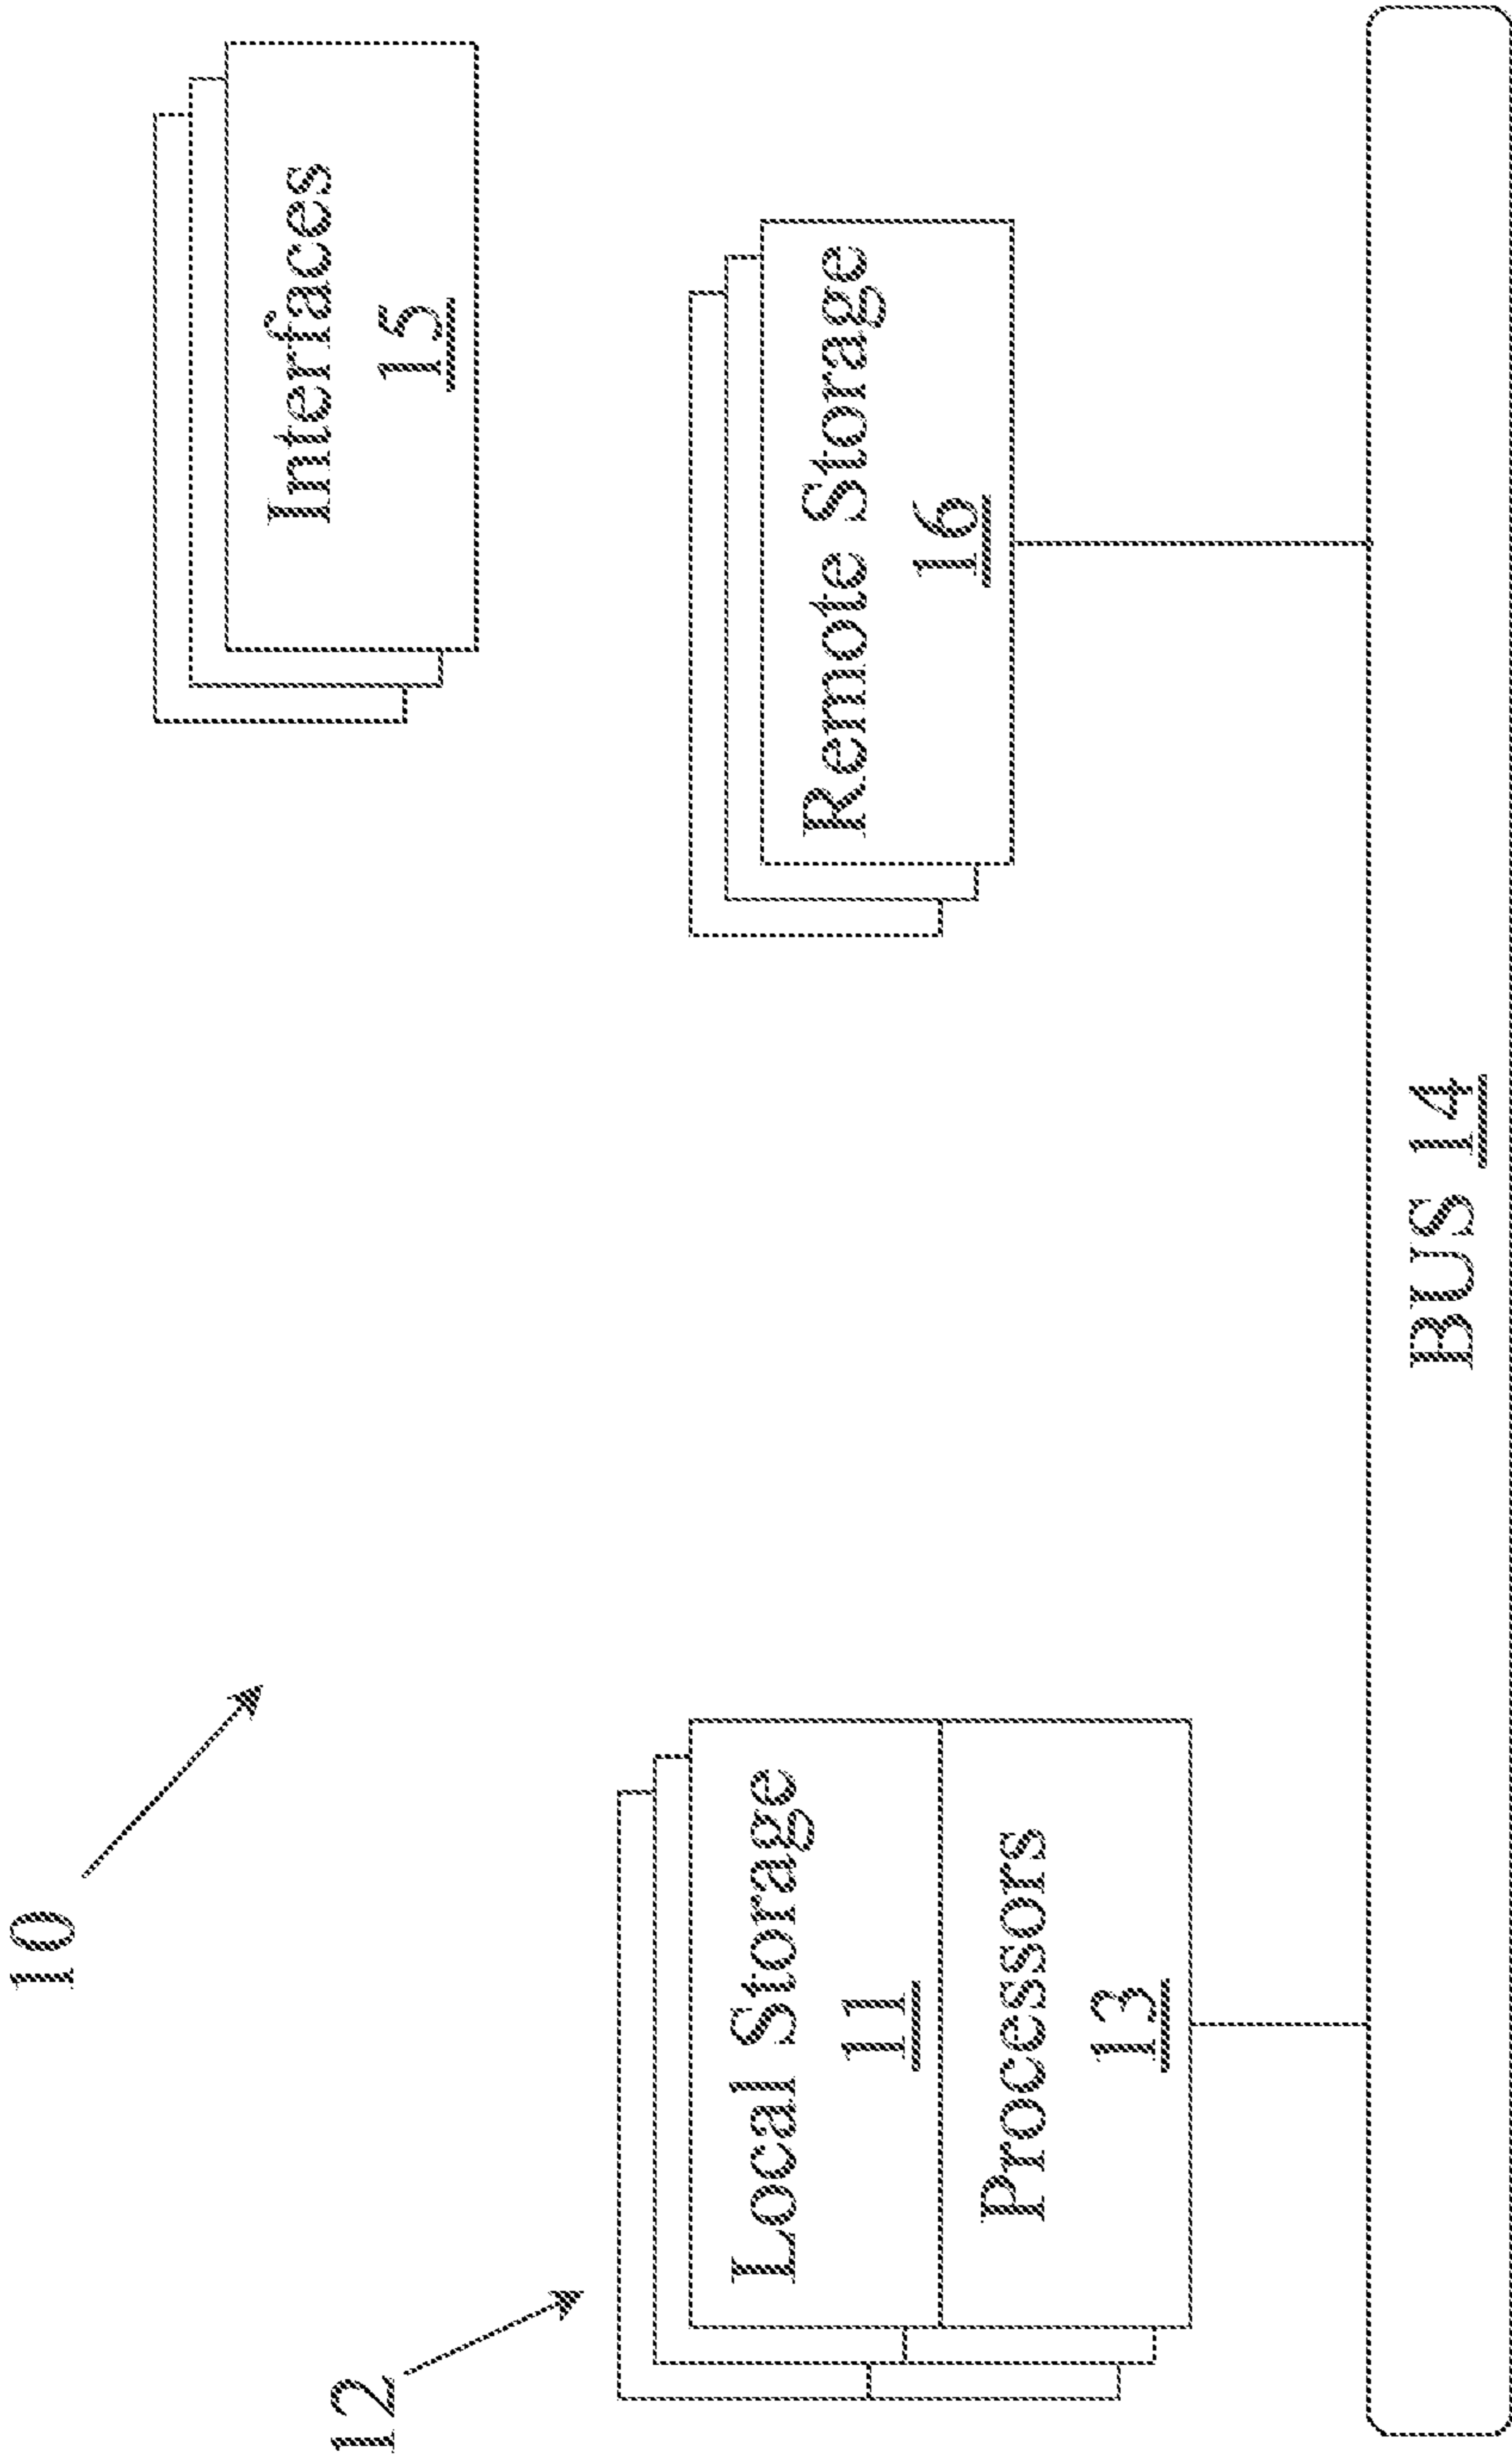 10
12
Interfaces
15
Local Storage
11
Processors
13
Remote Storage
16
BUS 14